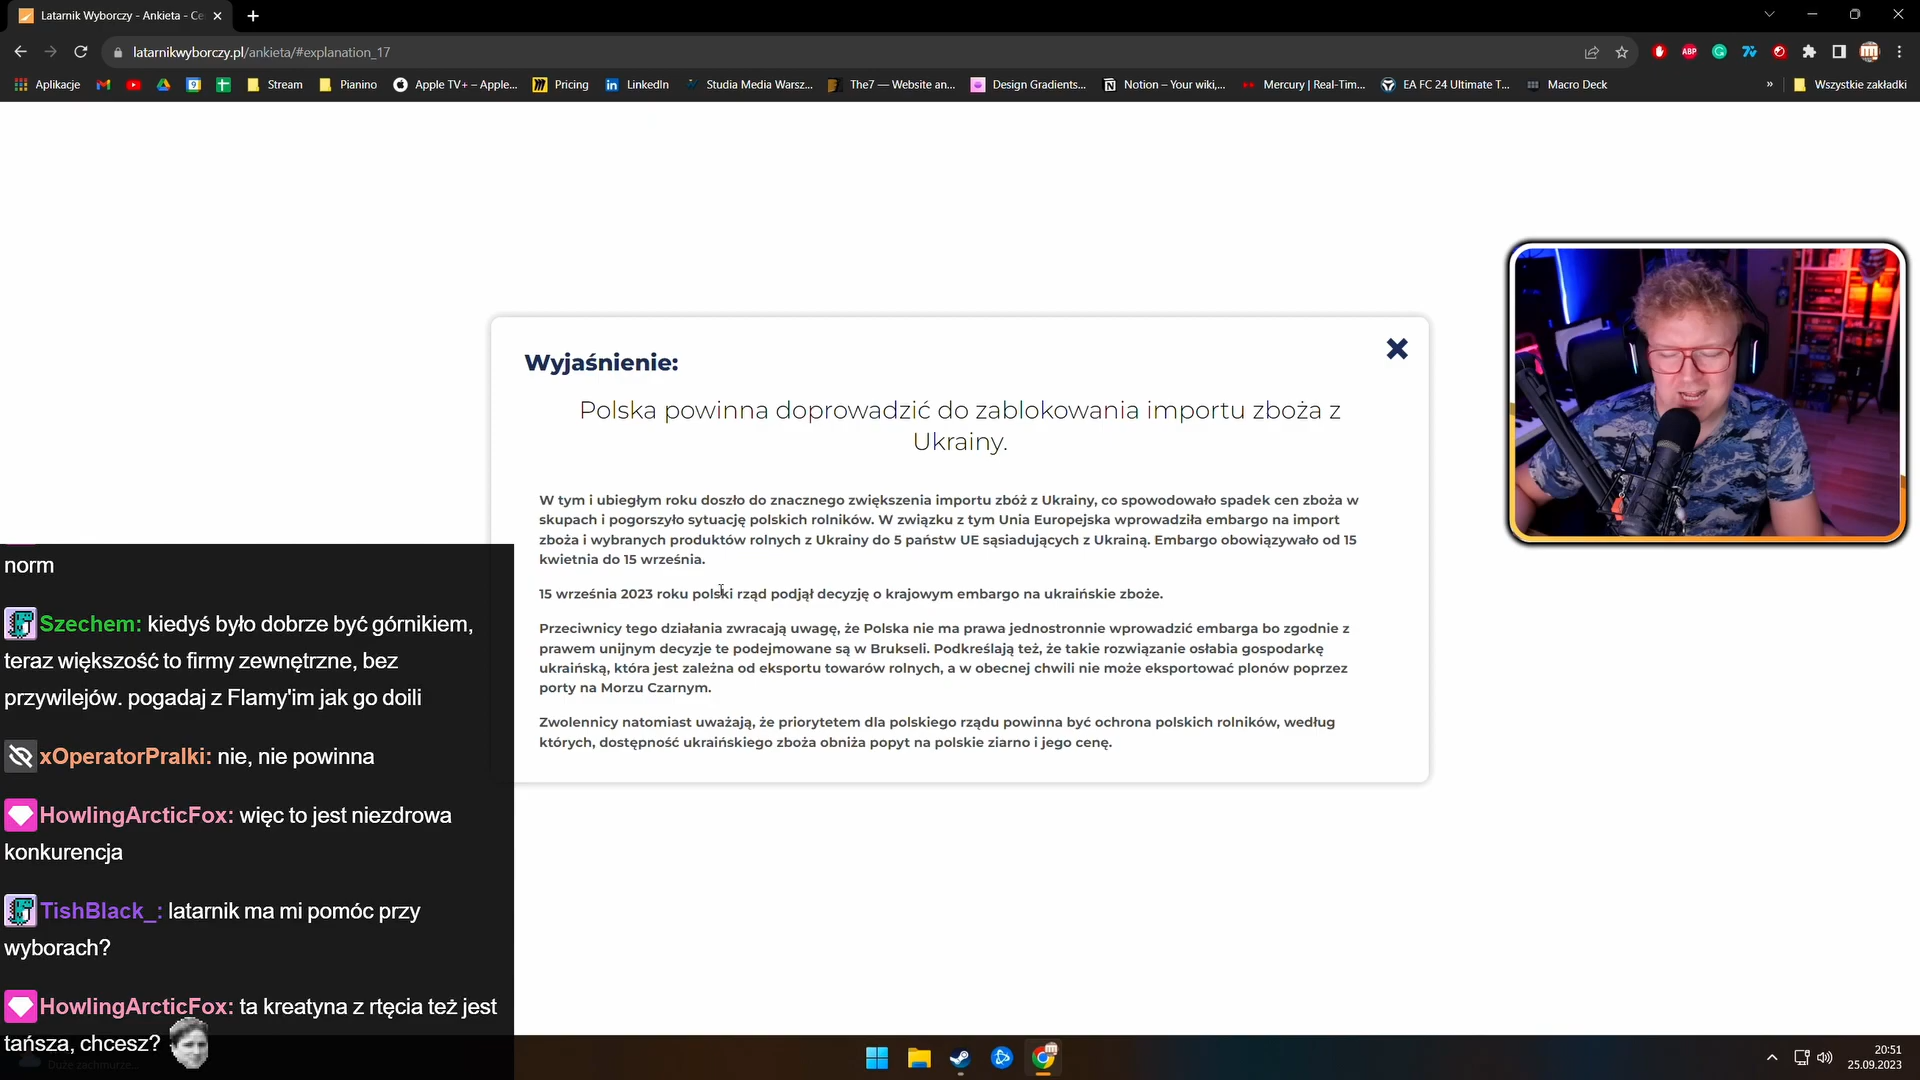 Latarnik Wyborczy - Ankieta - Ce
latarnikwyborczy.pl/ankieta/#explanation_17
ABP
Aplikacje
Stream
Pianino
Apple TV+ – Apple...
Pricing
LinkedIn
Studia Media Warsz...
The7 — Website an...
Design Gradients...
Notion – Your wiki,...
Mercury | Real-Tim...
EA FC 24 Ultimate T...
Macro Deck
»
Wszystkie zakładki
Wyjaśnienie:
Polska powinna doprowadzić do zablokowania importu zboża z
Ukrainy.
W tym i ubiegłym roku doszło do znacznego zwiększenia importu zbóż z Ukrainy, co spowodowało spadek cen zboża w
skupach i pogorszyło sytuację polskich rolników. W związku z tym Unia Europejska wprowadziła embargo na import
zboża i wybranych produktów rolnych z Ukrainy do 5 państw UE sąsiadujących z Ukrainą. Embargo obowiązywało od 15
kwietnia do 15 września.
15 września 2023 roku polski rząd podjął decyzję o krajowym embargo na ukraińskie zboże.
Przeciwnicy tego działania zwracają uwagę, że Polska nie ma prawa jednostronnie wprowadzić embarga bo zgodnie z
prawem unijnym decyzje te podejmowane są w Brukseli. Podkreślają też, że takie rozwiązanie osłabia gospodarkę
ukraińską, która jest zależna od eksportu towarów rolnych, a w obecnej chwili nie może eksportować plonów poprzez
porty na Morzu Czarnym.
Zwolennicy natomiast uważają, że priorytetem dla polskiego rządu powinna być ochrona polskich rolników, według
których, dostępność ukraińskiego zboża obniża popyt na polskie ziarno i jego cenę.
norm
Szechem: kiedyś było dobrze być górnikiem,
teraz większość to firmy zewnętrzne, bez
przywilejów. pogadaj z Flamy'im jak go doili
xOperatorPralki: nie, nie powinna
HowlingArcticFox: więc to jest niezdrowa
konkurencja
TishBlack_: latarnik ma mi pomóc przy
wyborach?
HowlingArcticFox: ta kreatyna z rtęcia też jest
tańsza, chcesz?
Duże zachmurze...
20:51
25.09.2023